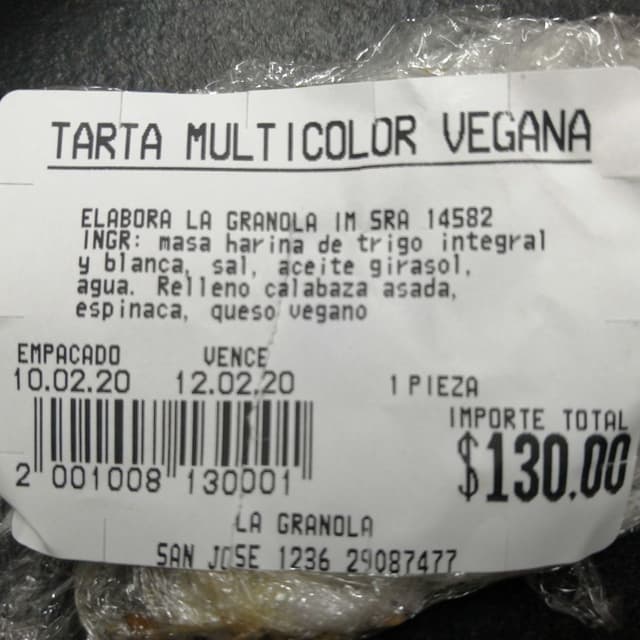 TARTA MULTICOLOR VEGANA
ELABORA LA GRANOLA IM SRA 14582
INGR: masa harina de trigo integral
y blanca, sal, aceite girasol,
agua. Relleno calabaza asada,
espinaca, queso vegano
EMPACADO VENCE
10.02.20 12.02.20 1 PIEZA
IMPORTE TOTAL
$130.00
2 001008 130001
LA GRANOLA
SAN JOSE 1236 29087477